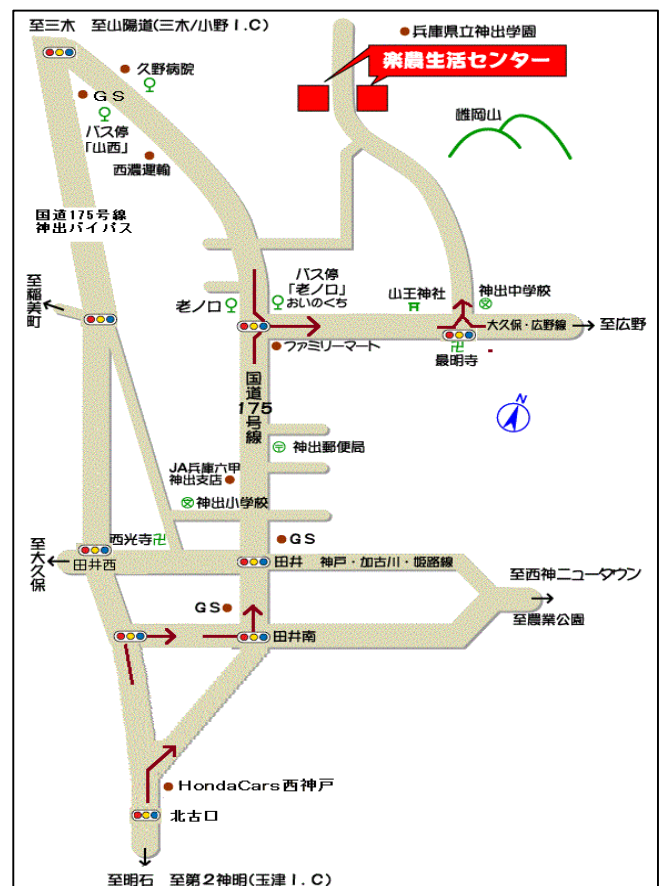 至三木 至山陽道(三木/小野I.C)
兵庫県立神出学園
楽農生活センター
久野病院
GS
バス停
「山西」
西濃運輸
雌岡山
国道175号線
神出バイパス
至稲美町
老ノ口
バス停
「老ノ口」
おいのくち
山王神社
神出中学校
大久保・広野線
至広野
ファミリーマート
最明寺
国道175号線
N
神出郵便局
JA兵庫六甲
神出支店
神出小学校
西光寺
GS
至大久保
田井西
田井 神戸・加古川・姫路線
至西神ニュータウン
至農業公園
GS
田井南
HondaCars西神戸
北古口
至明石 至第2神明(玉津I.C)